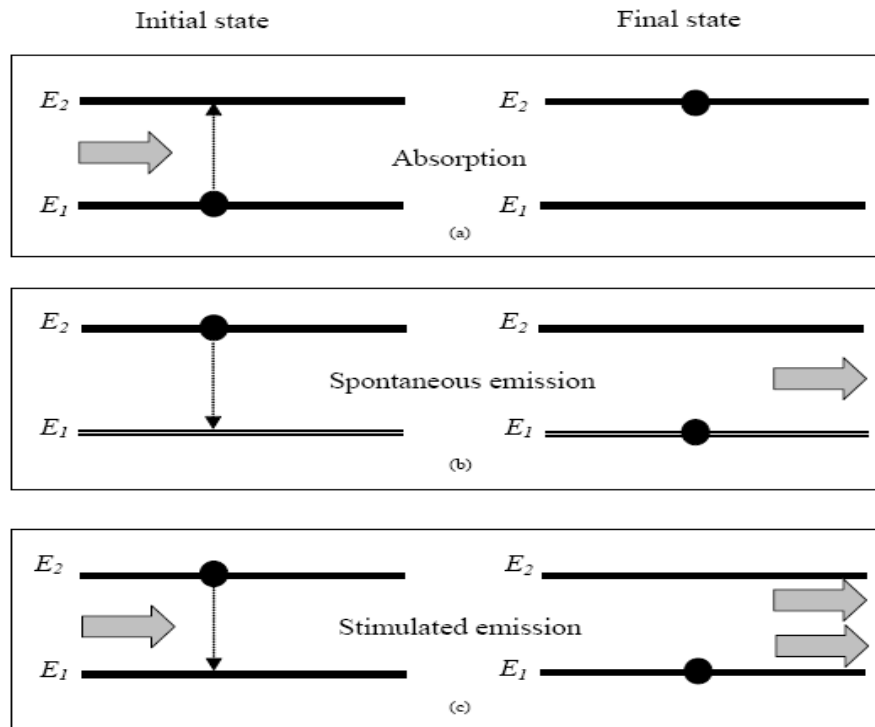 Initial state Final state
E2 E2
Absorption
E1 E1
(a)
E2 E2
Spontaneous emission
E1 E1
(b)
E2 E2
Stimulated emission
E1 E1
(c)